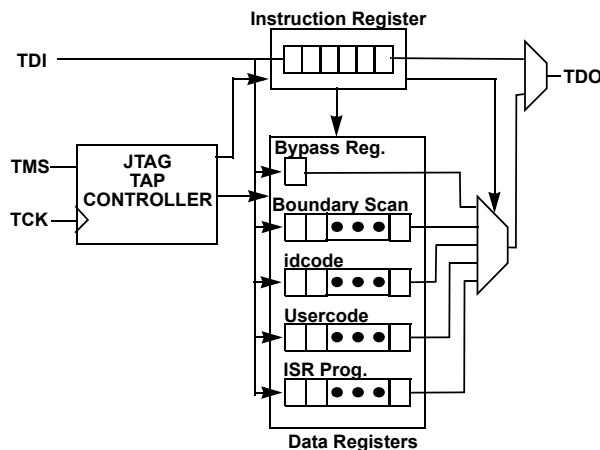 Instruction Register
TDI
TDO
Bypass Reg.
TMS
JTAG
TAP
CONTROLLER
TCK
Boundary Scan
idcode
Usercode
ISR Prog.
Data Registers